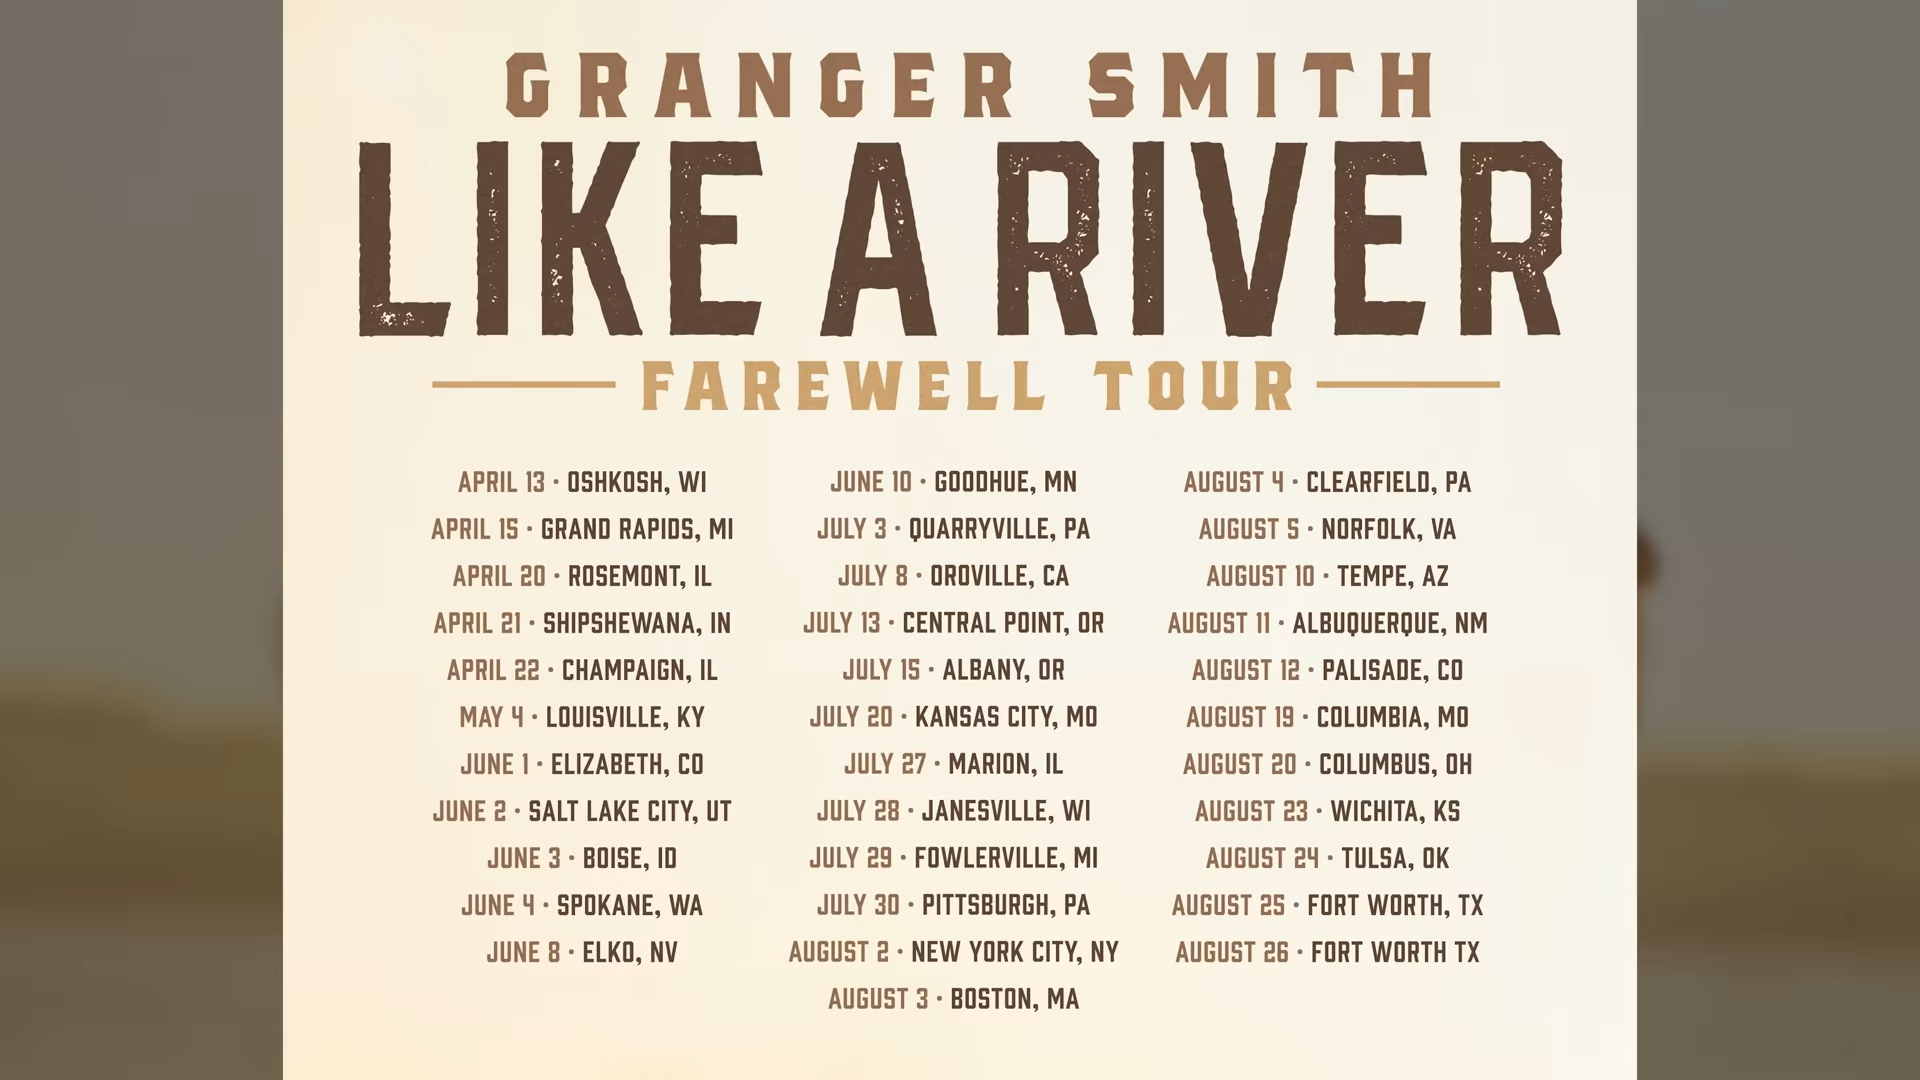 GRANGER SMITH
LIKE A RIVER
FAREWELL TOUR
APRIL 13 · OSHKOSH, WI
APRIL 15 · GRAND RAPIDS, MI
APRIL 20 · ROSEMONT, IL
APRIL 21 · SHIPSHEWANA, IN
APRIL 22 · CHAMPAIGN, IL
MAY 4 · LOUISVILLE, KY
JUNE 1 · ELIZABETH, CO
JUNE 2 · SALT LAKE CITY, UT
JUNE 3 · BOISE, ID
JUNE 4 · SPOKANE, WA
JUNE 8 · ELKO, NV
JUNE 10 · GOODHUE, MN
JULY 3 · QUARRYVILLE, PA
JULY 8 · OROVILLE, CA
JULY 13 · CENTRAL POINT, OR
JULY 15 · ALBANY, OR
JULY 20 · KANSAS CITY, MO
JULY 27 · MARION, IL
JULY 28 · JANESVILLE, WI
JULY 29 · FOWLERVILLE, MI
JULY 30 · PITTSBURGH, PA
AUGUST 2 · NEW YORK CITY, NY
AUGUST 3 · BOSTON, MA
AUGUST 4 · CLEARFIELD, PA
AUGUST 5 · NORFOLK, VA
AUGUST 10 · TEMPE, AZ
AUGUST 11 · ALBUQUERQUE, NM
AUGUST 12 · PALISADE, CO
AUGUST 19 · COLUMBIA, MO
AUGUST 20 · COLUMBUS, OH
AUGUST 23 · WICHITA, KS
AUGUST 24 · TULSA, OK
AUGUST 25 · FORT WORTH, TX
AUGUST 26 · FORT WORTH TX